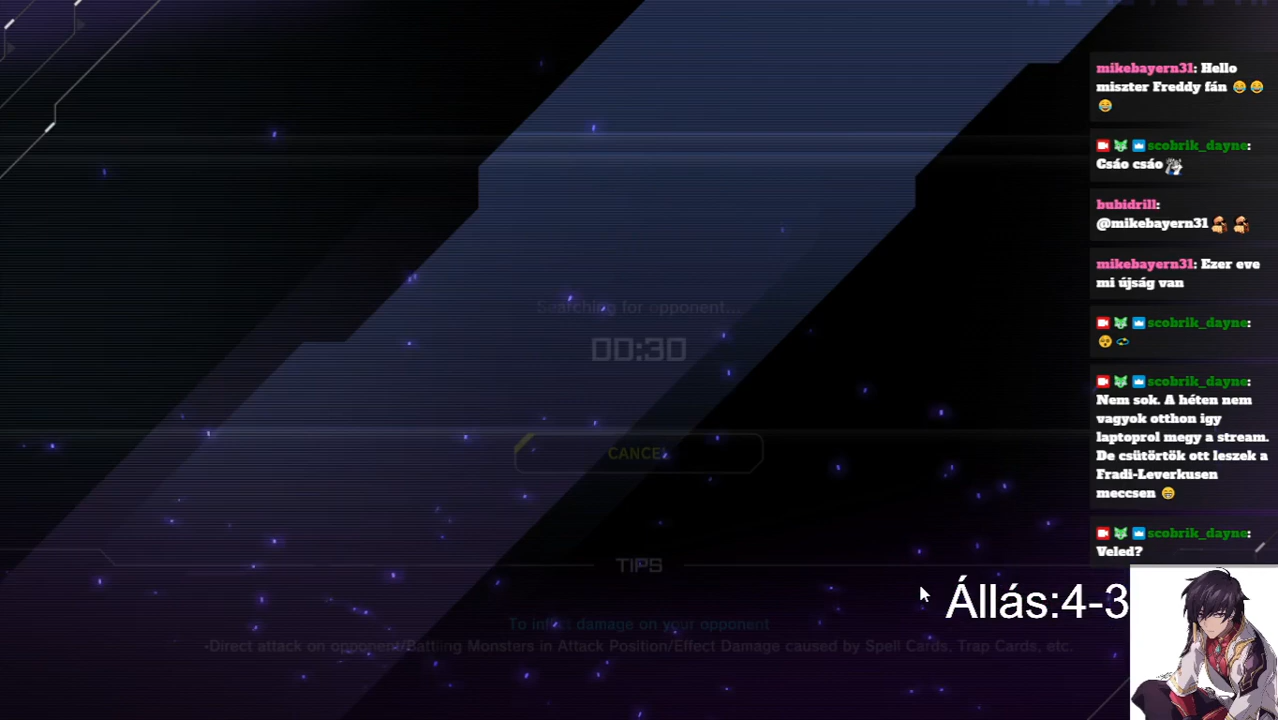 Searching for opponent...
00:30
CANCEL
TIPS
To inflict damage on your opponent
•Direct attack on opponent/Battling Monsters in Attack Position/Effect Damage caused by Spell Cards, Trap Cards, etc.
mikebayern31: Hello
miszter Freddy fán
scobrik_dayne:
Csáo csáo
bubidrill:
@mikebayern31
mikebayern31: Ezer eve
mi újság van
scobrik_dayne:
scobrik_dayne:
Nem sok. A héten nem
vagyok otthon igy
laptoprol megy a stream.
De csütörtök ott leszek a
Fradi-Leverkusen
meccsen
scobrik_dayne:
Veled?
Állás:4-3